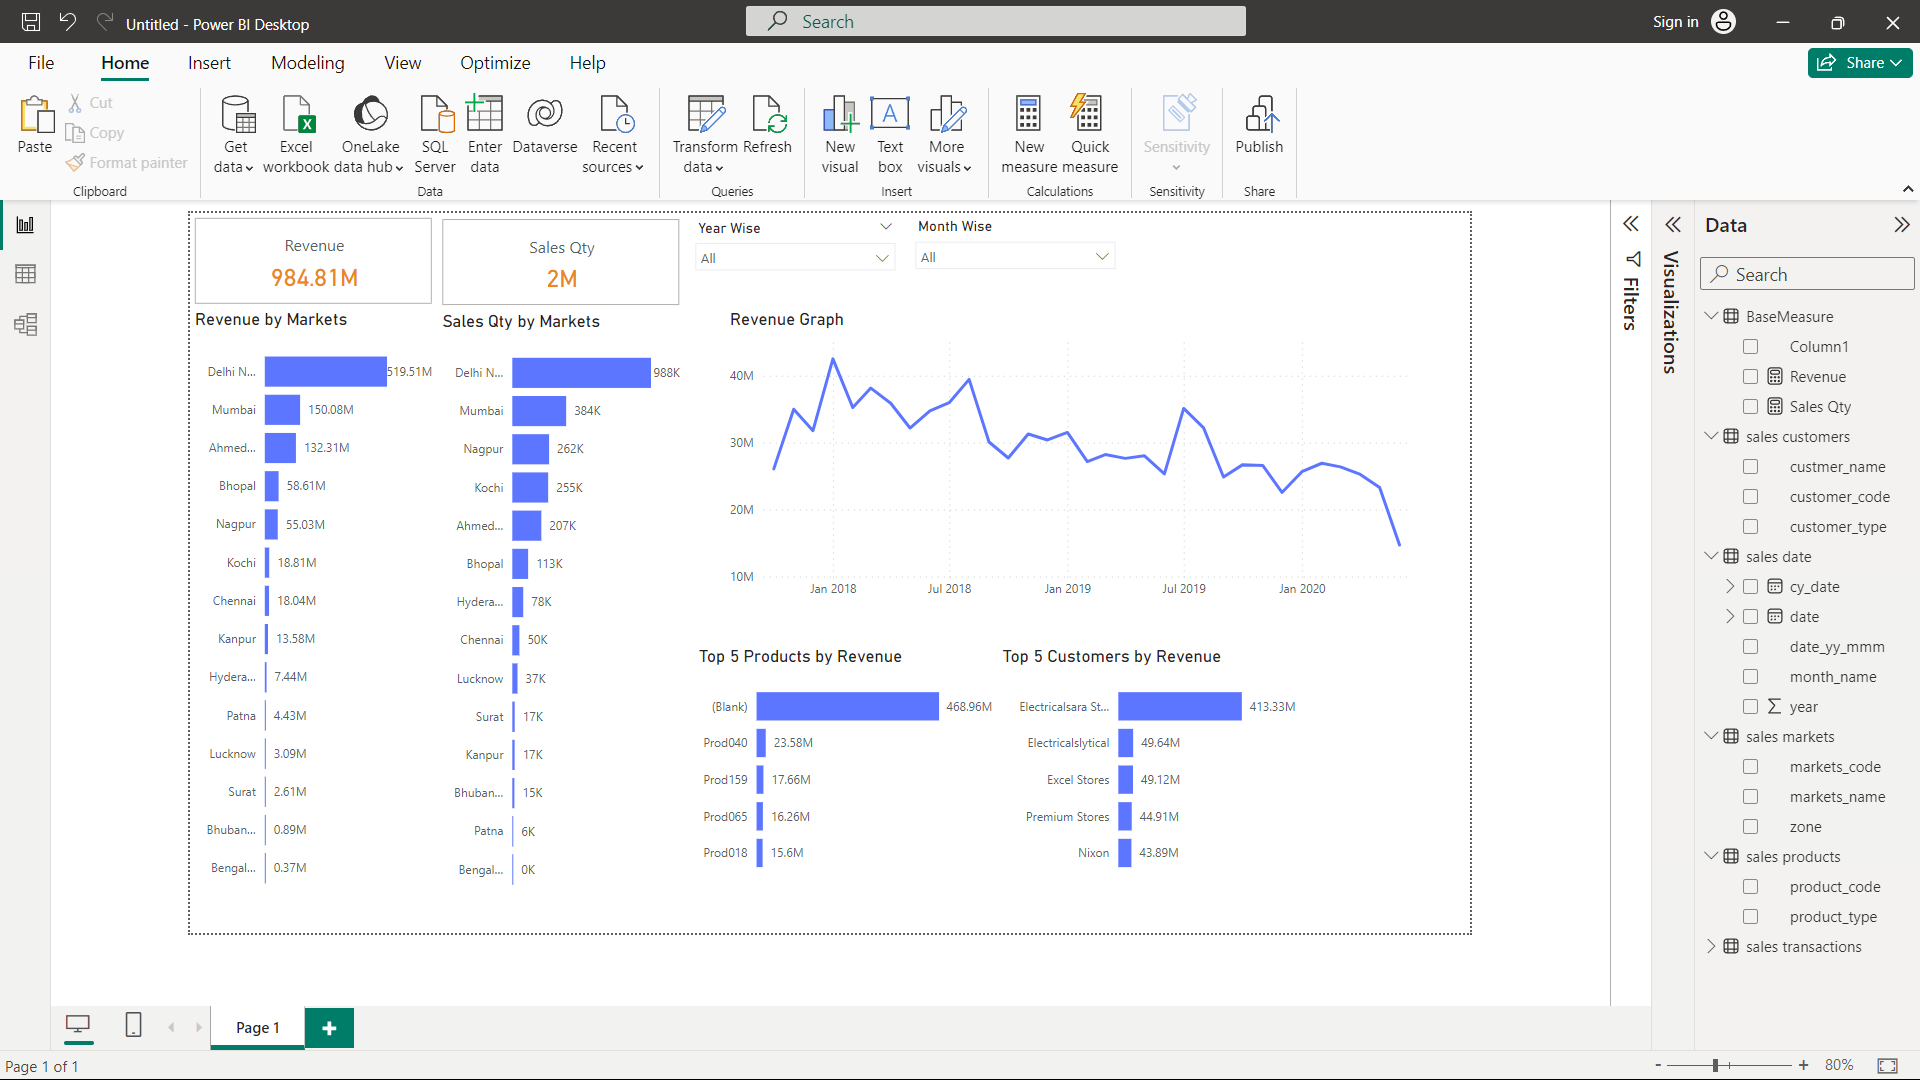 Untitled - Power BI Desktop
Search
Sign in
File Home Insert Modeling View Optimize Help
Share
Paste
Cut
Copy
Format painter
Clipboard
Get data
Excel workbook
OneLake data hub
SQL Server
Enter data
Dataverse
Recent sources
Data
Transform data
Refresh
Queries
New visual
Text box
More visuals
Insert
New measure
Quick measure
Calculations
Sensitivity
Sensitivity
Publish
Share
Revenue
984.81M
Sales Qty
2M
Year Wise
All
Month Wise
All
Revenue by Markets
Delhi N... 519.51M
Mumbai 150.08M
Ahmed... 132.31M
Bhopal 58.61M
Nagpur 55.03M
Kochi 18.81M
Chennai 18.04M
Kanpur 13.58M
Hydera... 7.44M
Patna 4.43M
Lucknow 3.09M
Surat 2.61M
Bhuban... 0.89M
Bengal... 0.37M
Sales Qty by Markets
Delhi N... 988K
Mumbai 384K
Nagpur 262K
Kochi 255K
Ahmed... 207K
Bhopal 113K
Hydera... 78K
Chennai 50K
Lucknow 37K
Surat 17K
Kanpur 17K
Bhuban... 15K
Patna 6K
Bengal... 0K
Revenue Graph
40M
30M
20M
10M
Jan 2018 Jul 2018 Jan 2019 Jul 2019 Jan 2020
Top 5 Products by Revenue
(Blank) 468.96M
Prod040 23.58M
Prod159 17.66M
Prod065 16.26M
Prod018 15.6M
Top 5 Customers by Revenue
Electricalsara St... 413.33M
Electricalslytical 49.64M
Excel Stores 49.12M
Premium Stores 44.91M
Nixon 43.89M
Filters
Visualizations
Data
Search
BaseMeasure
Column1
Revenue
Sales Qty
sales customers
custmer_name
customer_code
customer_type
sales date
cy_date
date
date_yy_mmm
month_name
year
sales markets
markets_code
markets_name
zone
sales products
product_code
product_type
sales transactions
Page 1
Page 1 of 1
- + 80%